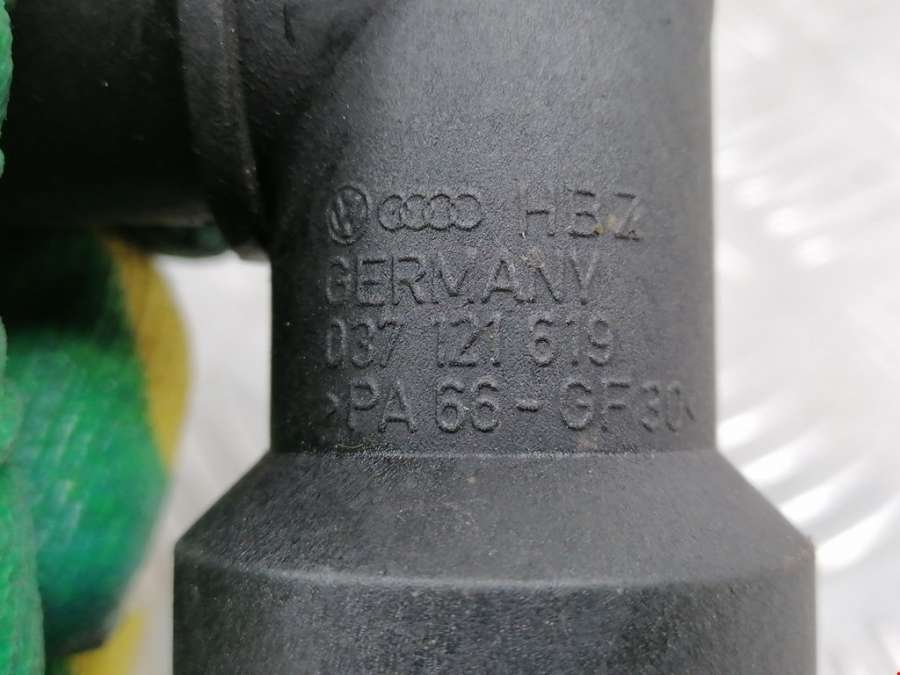 HBZ
GERMANY
037 121 619
>PA 66-GF30<